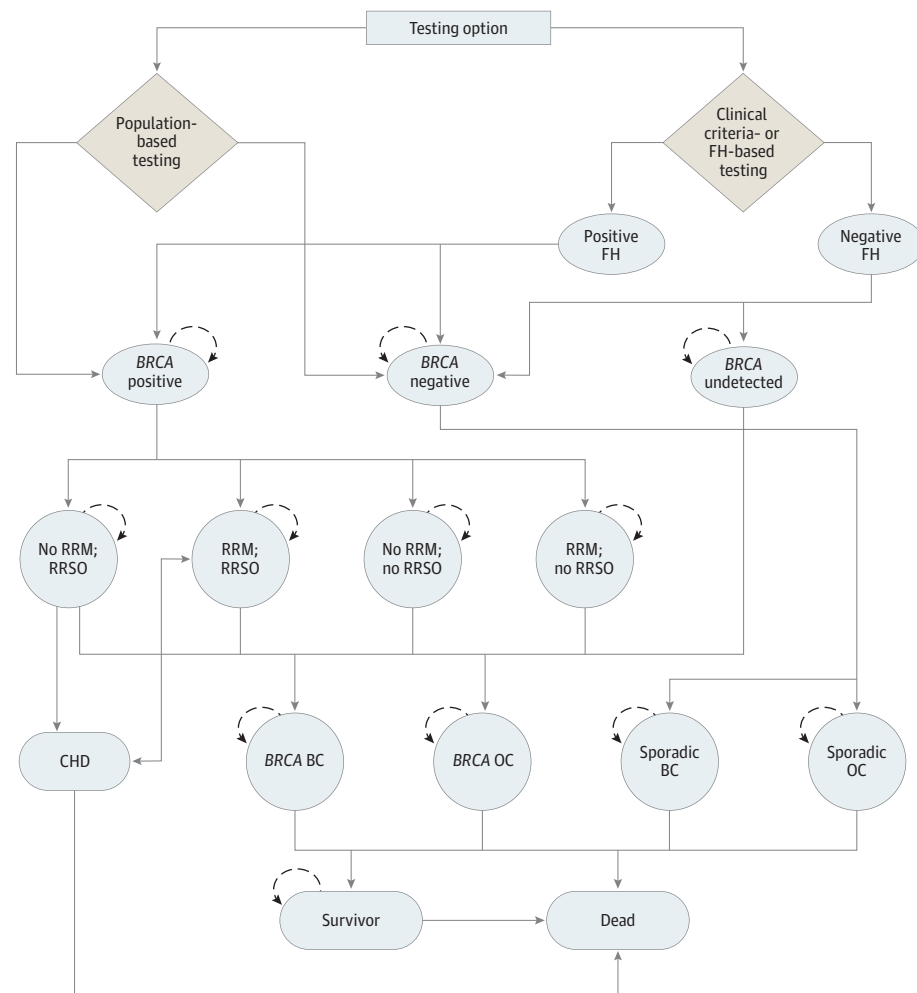 Testing option
Population-
based
testing
Clinical
criteria- or
FH-based
testing
Positive
FH
Negative
FH
BRCA
positive
BRCA
negative
BRCA
undetected
No RRM;
RRSO
RRM;
RRSO
No RRM;
no RRSO
RRM;
no RRSO
CHD
BRCA BC
BRCA OC
Sporadic
BC
Sporadic
OC
Survivor
Dead